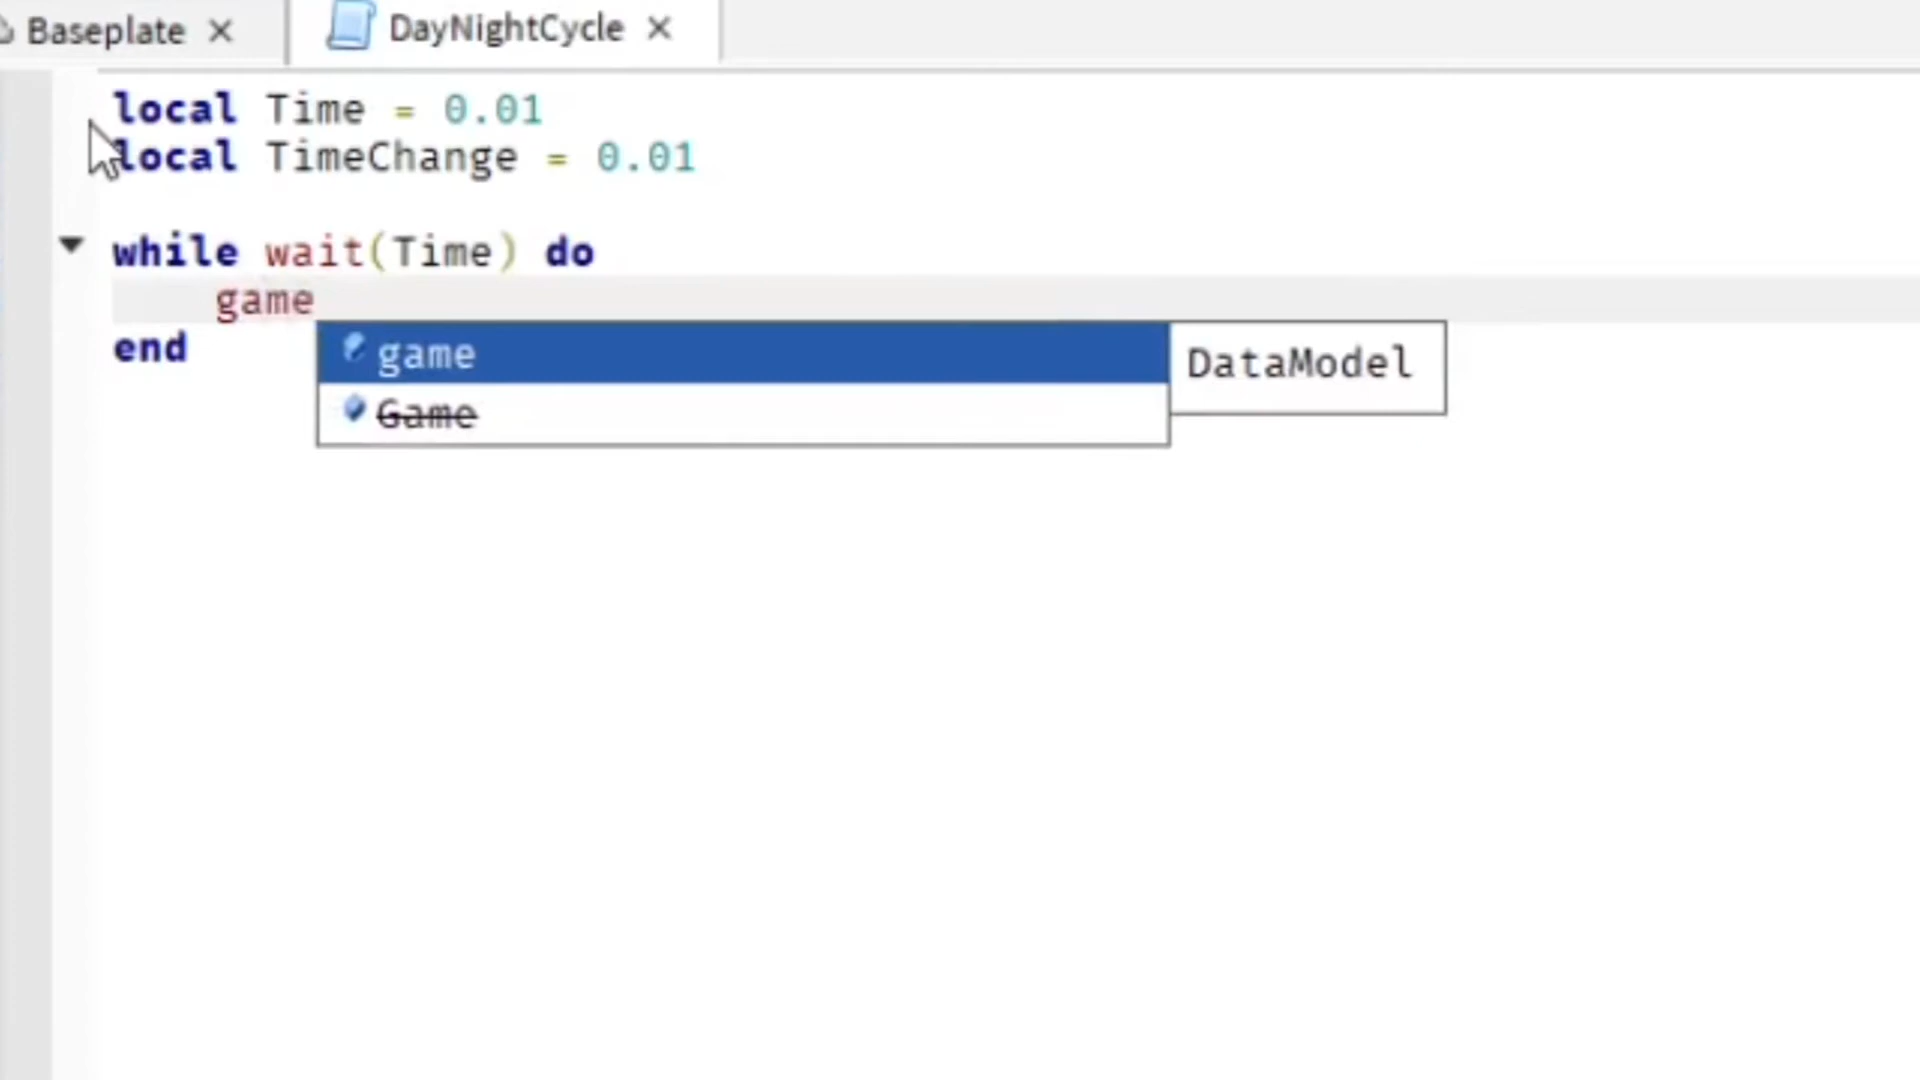 Baseplate
DayNightCycle
local Time = 0.01
local TimeChange = 0.01
while wait(Time) do
game
end
game
DataModel
Game